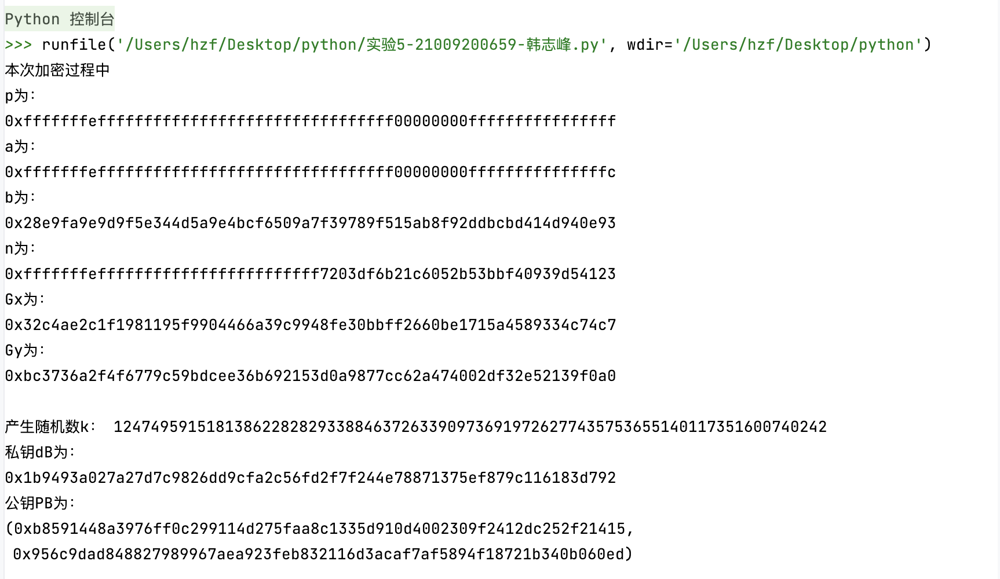 Python 控制台
>>> runfile('/Users/hzf/Desktop/python/实验5-21009200659-韩志峰.py', wdir='/Users/hzf/Desktop/python')
本次加密过程中
p为:
0xfffffffeffffffffffffffffffffffffffffffff00000000ffffffffffffffff
a为:
0xfffffffeffffffffffffffffffffffffffffffff00000000fffffffffffffffc
b为:
0x28e9fa9e9d9f5e344d5a9e4bcf6509a7f39789f515ab8f92ddbcbd414d940e93
n为:
0xfffffffeffffffffffffffffffffffff7203df6b21c6052b53bbf40939d54123
Gx为:
0x32c4ae2c1f1981195f9904466a39c9948fe30bbff2660be1715a4589334c74c7
Gy为:
0xbc3736a2f4f6779c59bdcee36b692153d0a9877cc62a474002df32e52139f0a0
产生随机数k: 124749591518138622828293388463726339097369197262774357536551401173516007402​42
私钥dB为:
0x1b9493a027a27d7c9826dd9cfa2c56fd2f7f244e78871375ef879c116183d792
公钥PB为:
(0xb8591448a3976ff0c299114d275faa8c1335d910d4002309f2412dc252f21415,
0x956c9dad848827989967aea923feb832116d3acaf7af5894f18721b340b060ed)